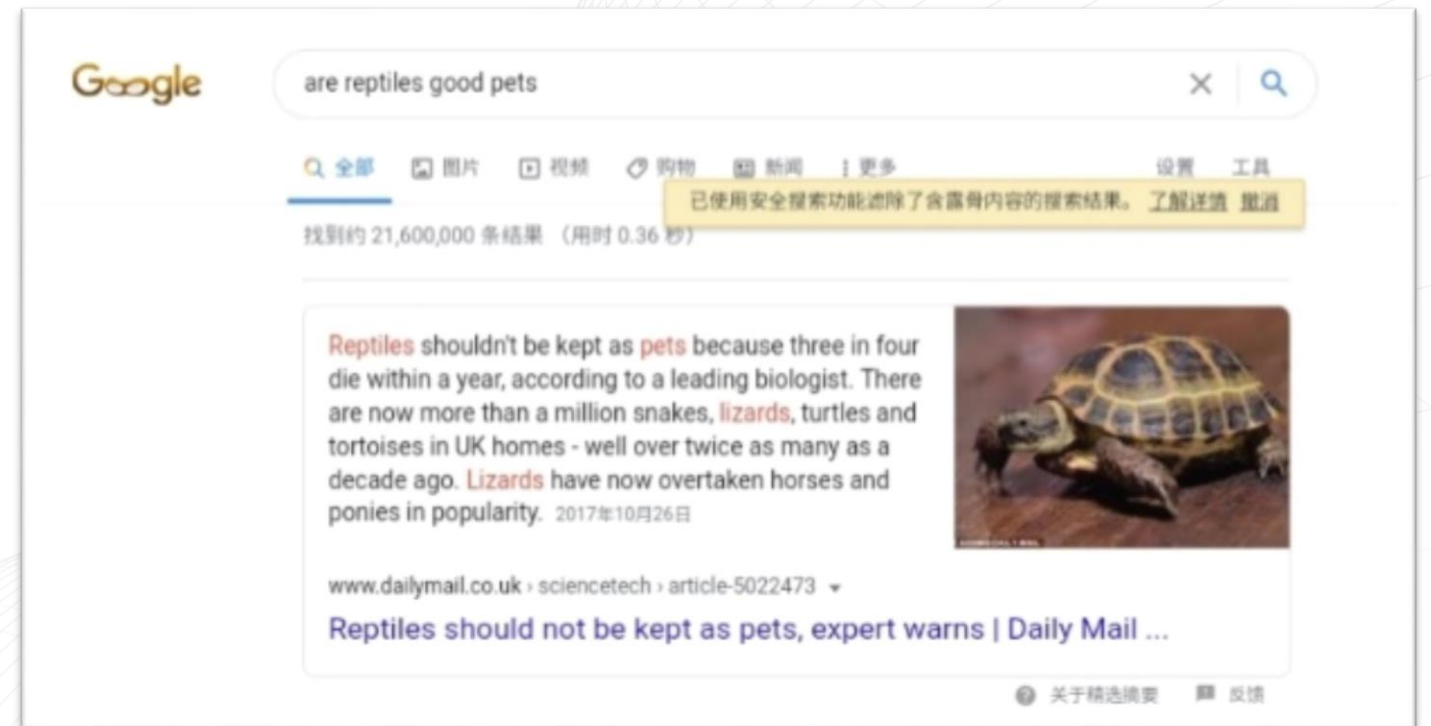 Google
are reptiles good pets
全部 图片 视频 购物 新闻 更多 设置 工具
已使用安全搜索功能滤除了含露骨内容的搜索结果。 了解详情 撤消
找到约 21,600,000 条结果 (用时 0.36 秒)
Reptiles shouldn't be kept as pets because three in four
die within a year, according to a leading biologist. There
are now more than a million snakes, lizards, turtles and
tortoises in UK homes - well over twice as many as a
decade ago. Lizards have now overtaken horses and
ponies in popularity. 2017年10月26日
www.dailymail.co.uk › sciencetech › article-5022473
Reptiles should not be kept as pets, expert warns | Daily Mail ...
关于精选摘要 反馈